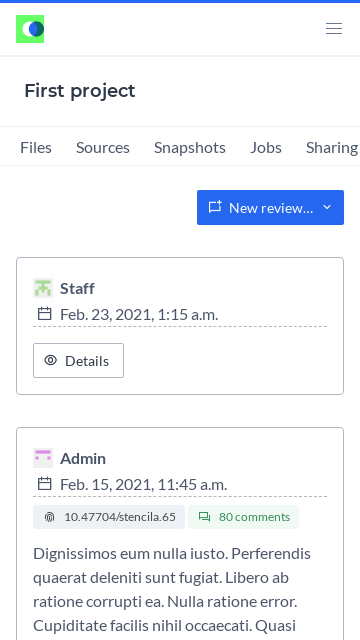 First project
Files Sources Snapshots Jobs Sharing
New review...
Staff
Feb. 23, 2021, 1:15 a.m.
Details
Admin
Feb. 15, 2021, 11:45 a.m.
10.47704/stencila.65 80 comments
Dignissimos eum nulla iusto. Perferendis
quaerat deleniti sunt fugiat. Libero ab
ratione corrupti ea. Nulla ratione error.
Cupiditate facilis nihil occaecati. Quasi